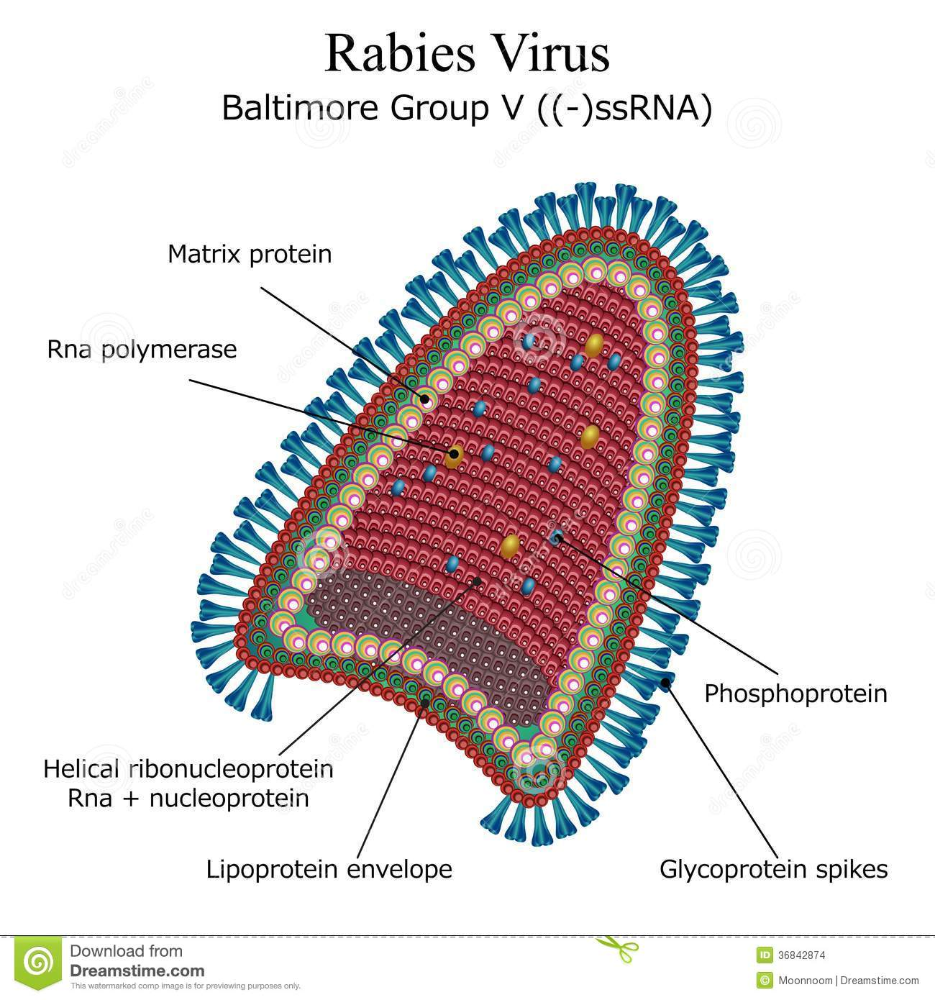 Rabies Virus
Baltimore Group V ((-)ssRNA)
Matrix protein
Rna polymerase
Phosphoprotein
Helical ribonucleoprotein
Rna + nucleoprotein
Lipoprotein envelope
Glycoprotein spikes
Download from
Dreamstime.com
This watermarked comp image is for previewing purposes only.
ID 36842874
© Moonnoom | Dreamstime.com
dreamstime